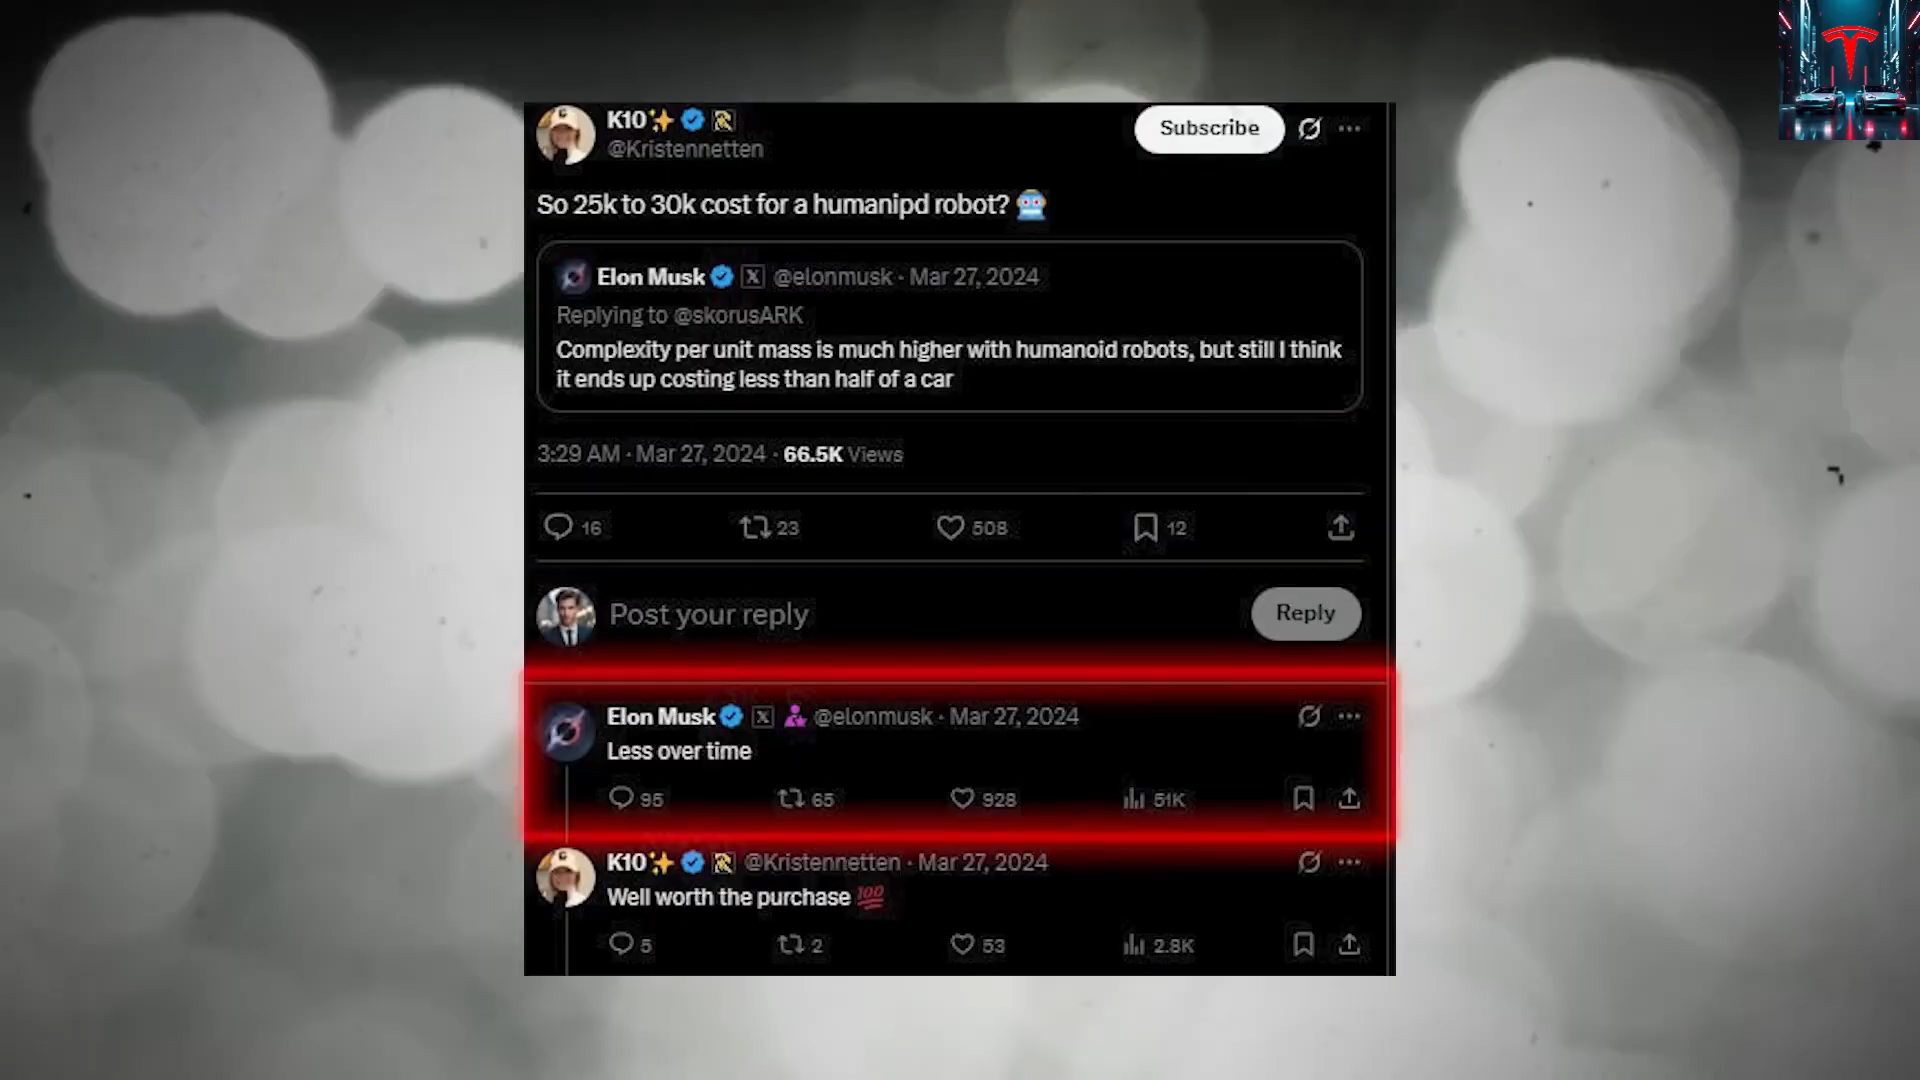 K10✨
@Kristennetten
Subscribe
So 25k to 30k cost for a humanipd robot? 🤖
Elon Musk @elonmusk · Mar 27, 2024
Replying to @skorusARK
Complexity per unit mass is much higher with humanoid robots, but still I think
it ends up costing less than half of a car
3:29 AM · Mar 27, 2024 · 66.5K Views
16 23 508 12
Post your reply
Reply
Elon Musk @elonmusk · Mar 27, 2024
Less over time
95 65 928 51K
K10✨ @Kristennetten · Mar 27, 2024
Well worth the purchase 💯
5 2 53 2.8K